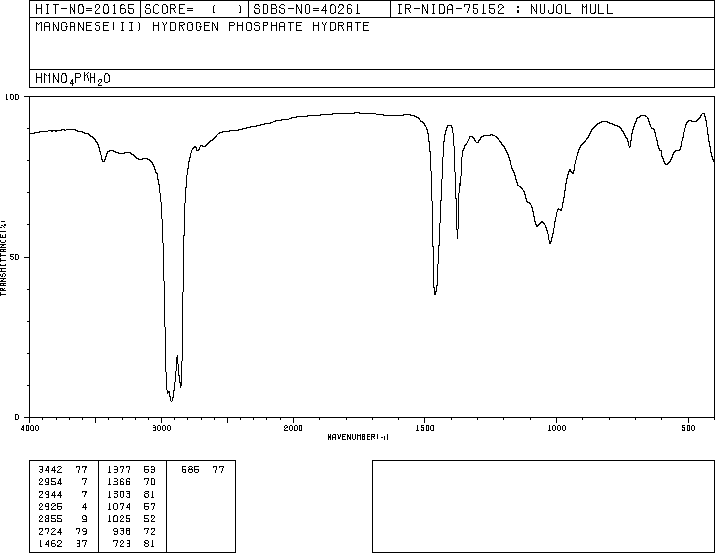 HIT-NO=20165 SCORE= ( ) SDBS-NO=40261 IR-NIDA-75152 : NUJOL MULL
MANGANESE(II) HYDROGEN PHOSPHATE HYDRATE
HMNO4PKH2O
100
TRANSMITTANCE(%)
50
0
4000 3000 2000 1500 1000 500
WAVENUMBER(-1)
3442 77 1377 53 585 77
2954 7 1366 70
2944 7 1303 81
2925 4 1074 57
2855 9 1025 52
2724 79 938 72
1462 37 723 81